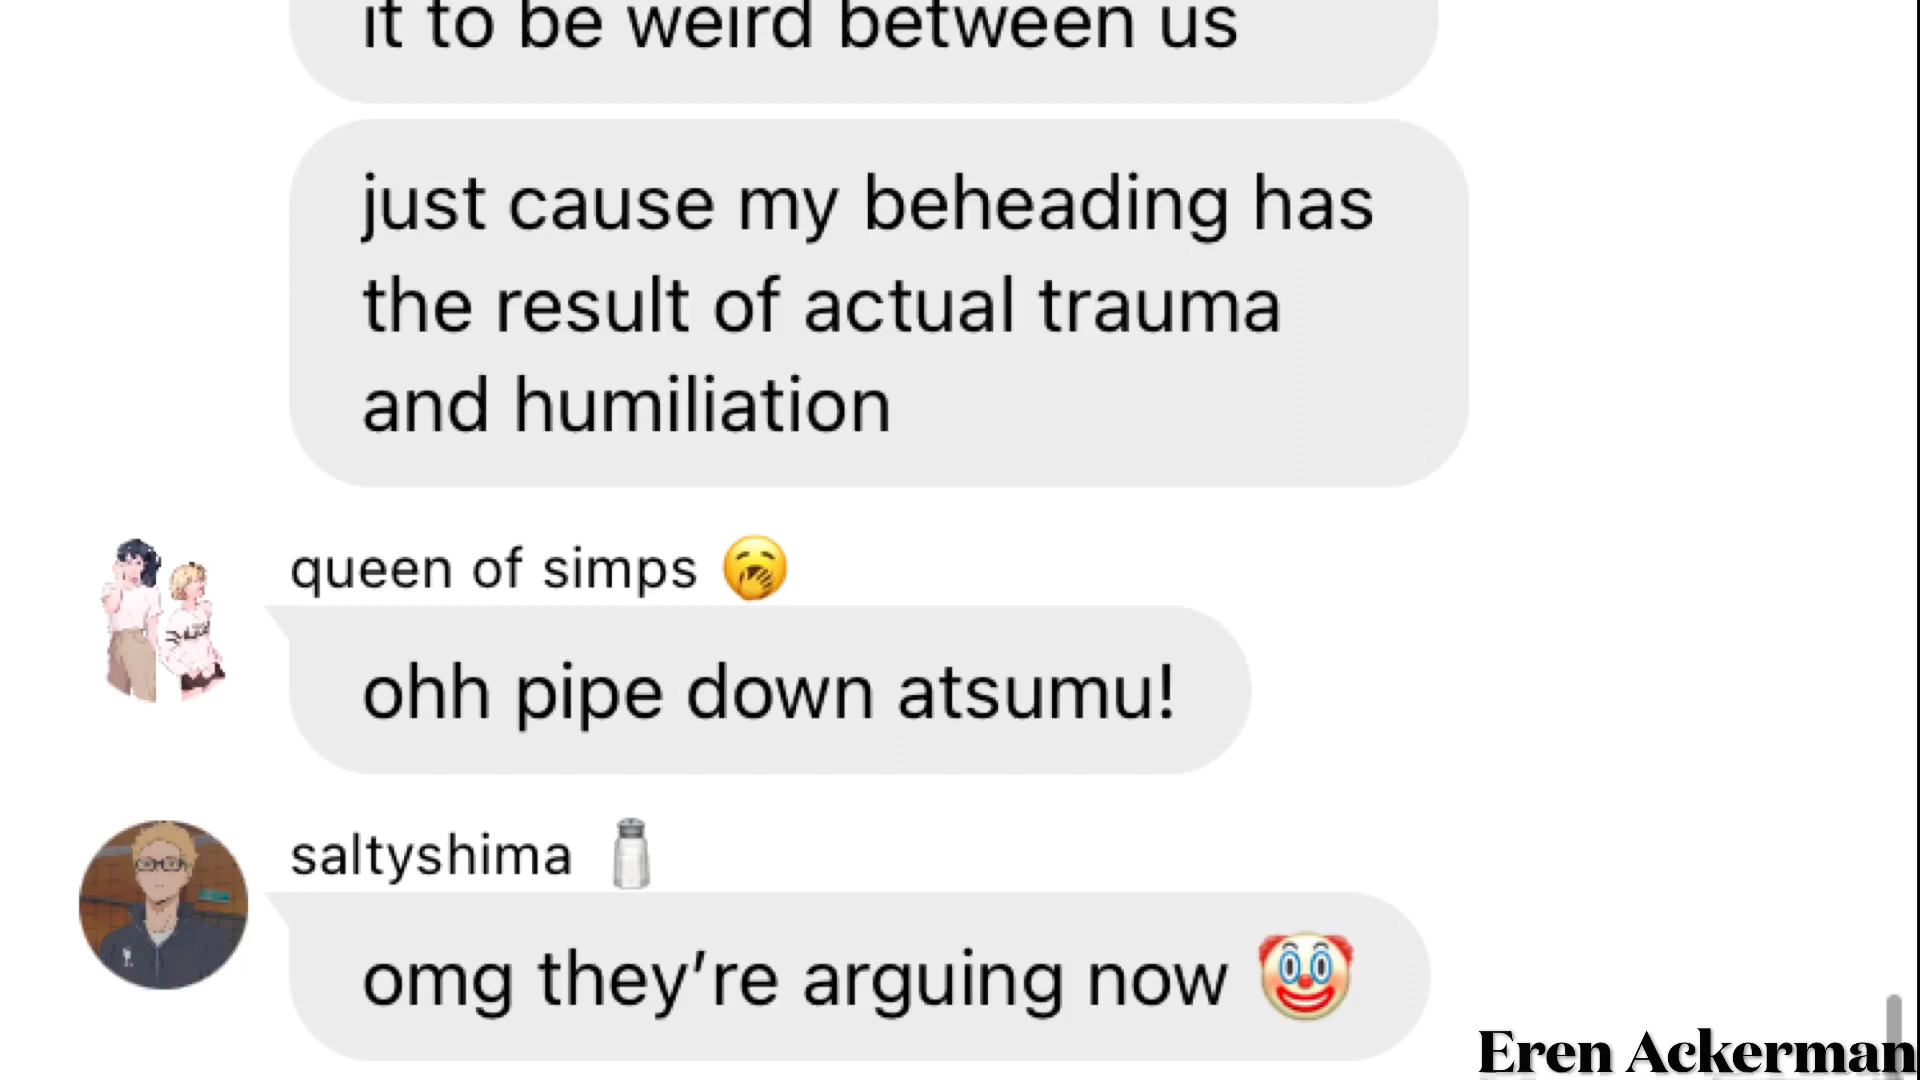 it to be weird between us
just cause my beheading has
the result of actual trauma
and humiliation
queen of simps 🥱
ohh pipe down atsumu!
saltyshima 🧂
omg they’re arguing now 🤡
Eren Ackerman